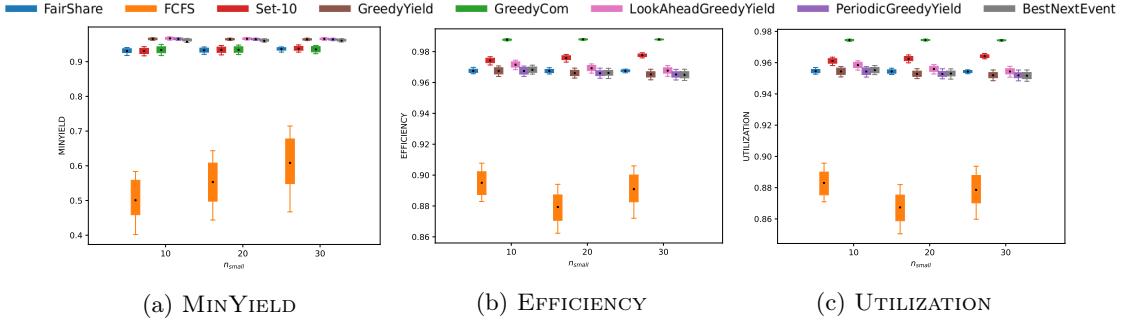 FairShare FCFS Set-10 GreedyYield GreedyCom LookAheadGreedyYield PeriodicGreedyYield BestNextEvent
MINYIELD
0.9
0.8
0.7
0.6
0.5
0.4
10 20 30
n_small
(a) MINYIELD
EFFICIENCY
0.98
0.96
0.94
0.92
0.90
0.88
0.86
10 20 30
n_small
(b) EFFICIENCY
UTILIZATION
0.98
0.96
0.94
0.92
0.90
0.88
0.86
10 20 30
n_small
(c) UTILIZATION